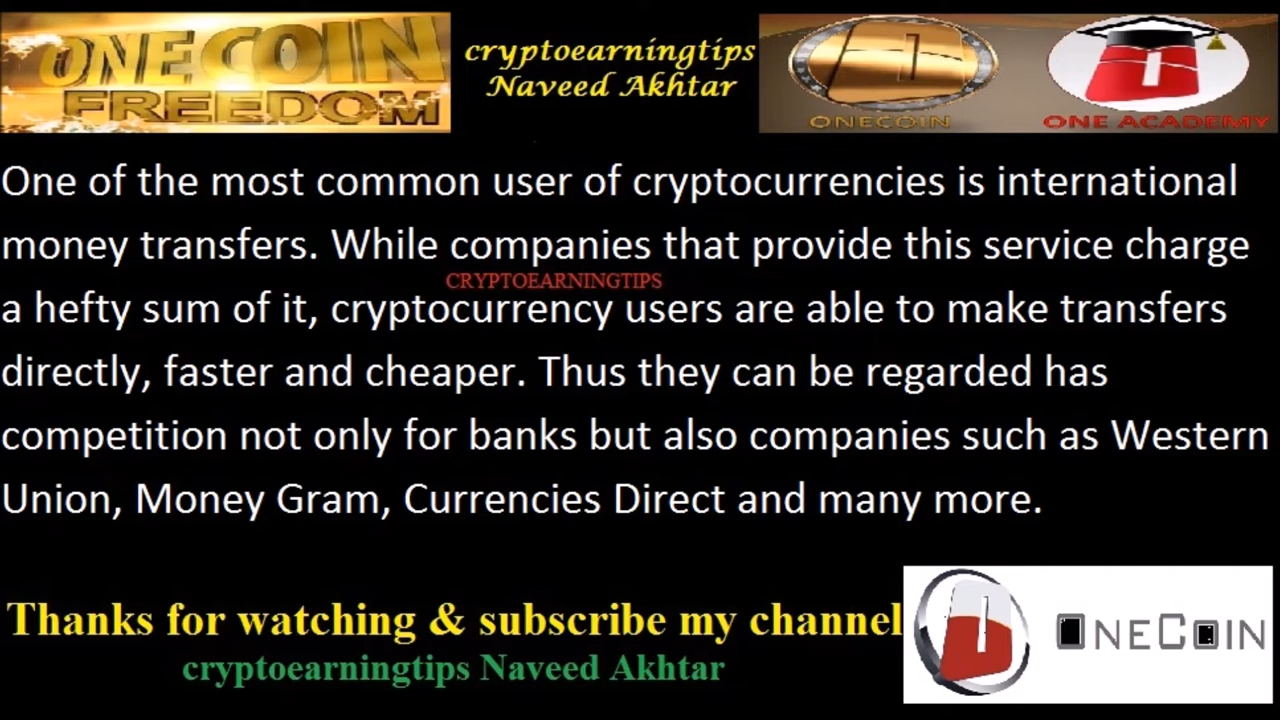 ONE COIN
FREEDOM
cryptoearningtips
Naveed Akhtar
ONECOIN
ONE ACADEMY
One of the most common user of cryptocurrencies is international
money transfers. While companies that provide this service charge
CRYPTOEARNINGTIPS
a hefty sum of it, cryptocurrency users are able to make transfers
directly, faster and cheaper. Thus they can be regarded has
competition not only for banks but also companies such as Western
Union, Money Gram, Currencies Direct and many more.
Thanks for watching & subscribe my channel
cryptoearningtips Naveed Akhtar
ONECOIN